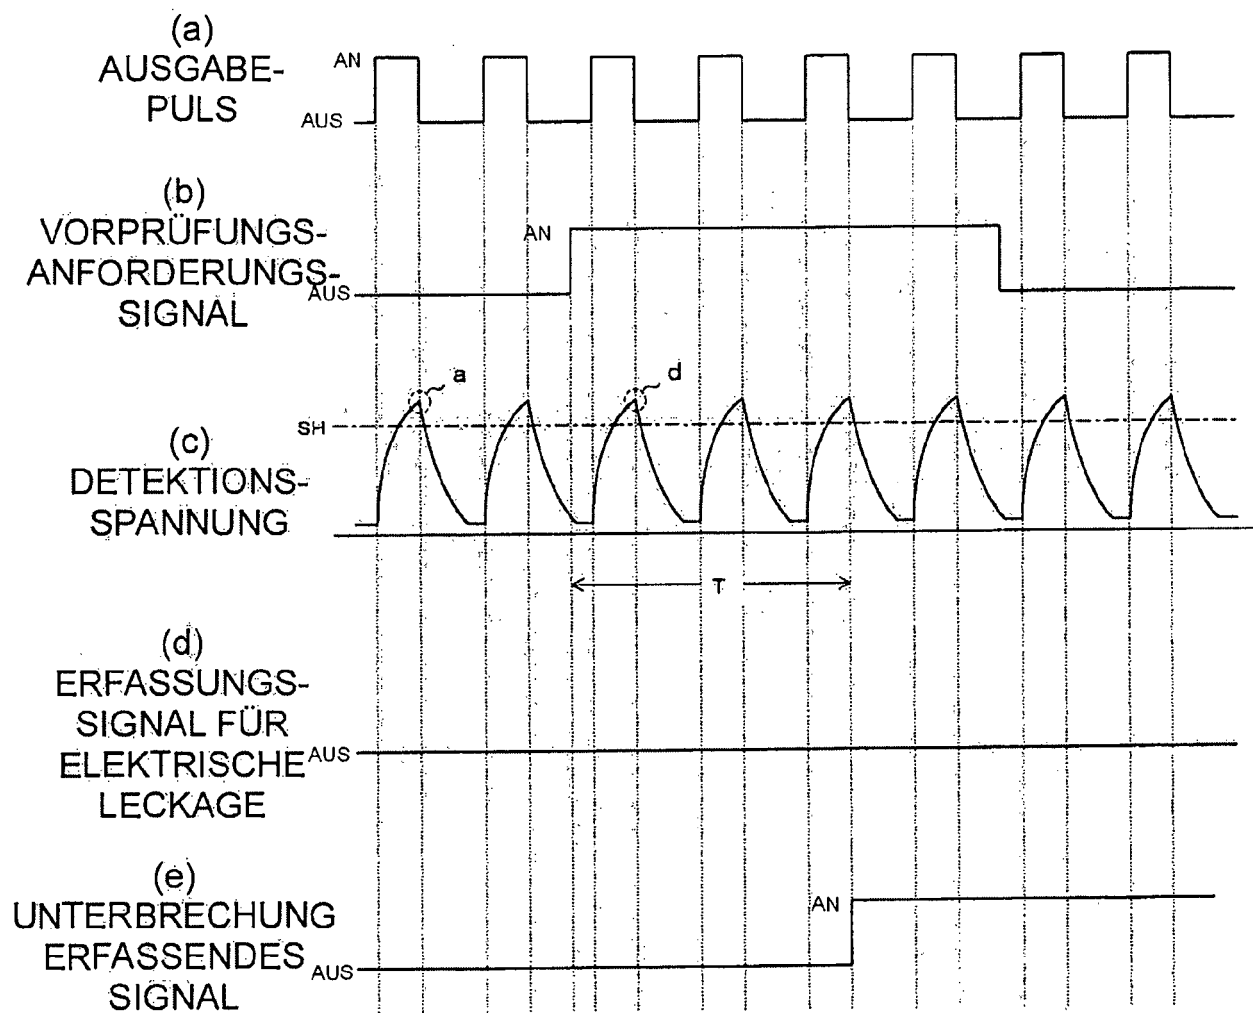 (a)
AUSGABE-
PULS
AN
AUS
(b)
VORPRÜFUNGS-
ANFORDERUNGS-
SIGNAL
AN
AUS
a
d
SH
(c)
DETEKTIONS-
SPANNUNG
T
(d)
ERFASSUNGS-
SIGNAL FÜR
ELEKTRISCHE
LECKAGE
AUS
(e)
UNTERBRECHUNG
ERFASSENDES
SIGNAL
AN
AUS